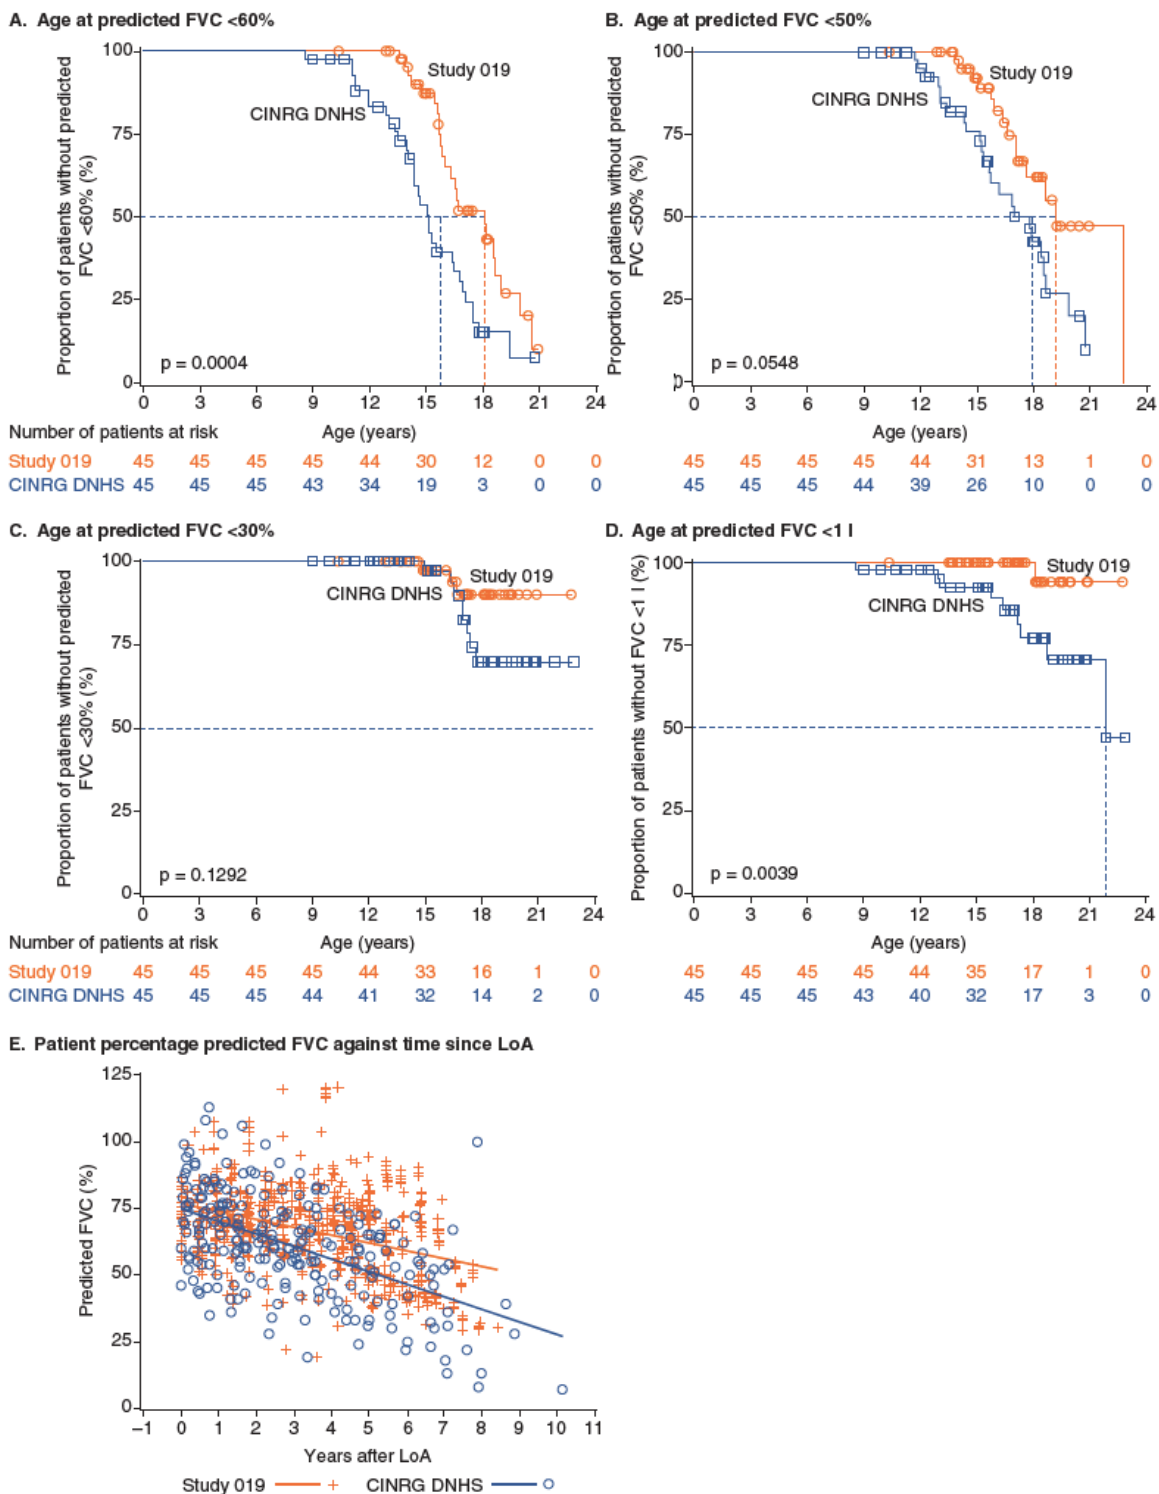 A. Age at predicted FVC <60%
Proportion of patients without predicted
FVC <60% (%)
100
75
50
25
0
Study 019
CINRG DNHS
p = 0.0004
0 3 6 9 12 15 18 21 24
Number of patients at risk Age (years)
Study 019 45 45 45 45 44 30 12 0 0
CINRG DNHS 45 45 45 43 34 19 3 0 0
B. Age at predicted FVC <50%
Proportion of patients without predicted
FVC <50% (%)
100
75
50
25
0
Study 019
CINRG DNHS
p = 0.0548
0 3 6 9 12 15 18 21 24
Age (years)
45 45 45 45 44 31 13 1 0
45 45 45 44 39 26 10 0 0
C. Age at predicted FVC <30%
Proportion of patients without predicted
FVC <30% (%)
100
75
50
25
0
Study 019
CINRG DNHS
p = 0.1292
0 3 6 9 12 15 18 21 24
Number of patients at risk Age (years)
Study 019 45 45 45 45 44 33 16 1 0
CINRG DNHS 45 45 45 44 41 32 14 2 0
D. Age at predicted FVC <1 l
Proportion of patients without FVC <1 l (%)
100
75
50
25
0
Study 019
CINRG DNHS
p = 0.0039
0 3 6 9 12 15 18 21 24
Age (years)
45 45 45 45 44 35 17 1 0
45 45 45 43 40 32 17 3 0
E. Patient percentage predicted FVC against time since LoA
Predicted FVC (%)
125
100
75
50
25
0
−1 0 1 2 3 4 5 6 7 8 9 10 11
Years after LoA
Study 019 CINRG DNHS